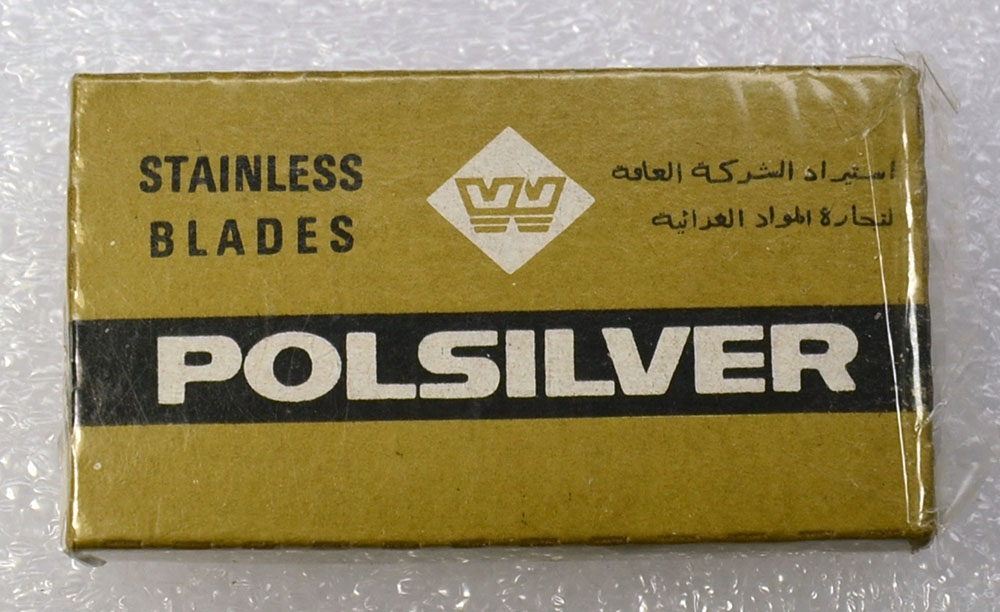 STAINLESS
BLADES
استيراد الشركة العامة
لتجارة المواد الغذائية
POLSILVER